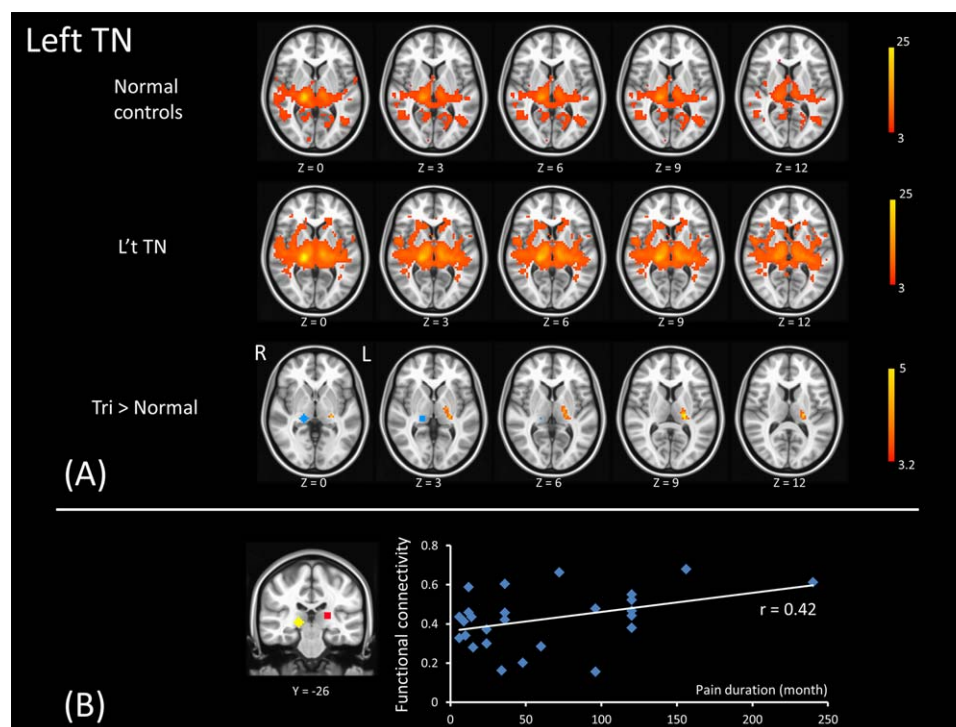 Left TN
Normal
controls
25
3
Z = 0
Z = 3
Z = 6
Z = 9
Z = 12
L't TN
25
3
Z = 0
Z = 3
Z = 6
Z = 9
Z = 12
R
L
Tri > Normal
5
3.2
(A)
Z = 0
Z = 3
Z = 6
Z = 9
Z = 12
Functional connectivity
0.8
0.6
0.4
0.2
0
r = 0.42
Pain duration (month)
0
50
100
150
200
250
Y = -26
(B)